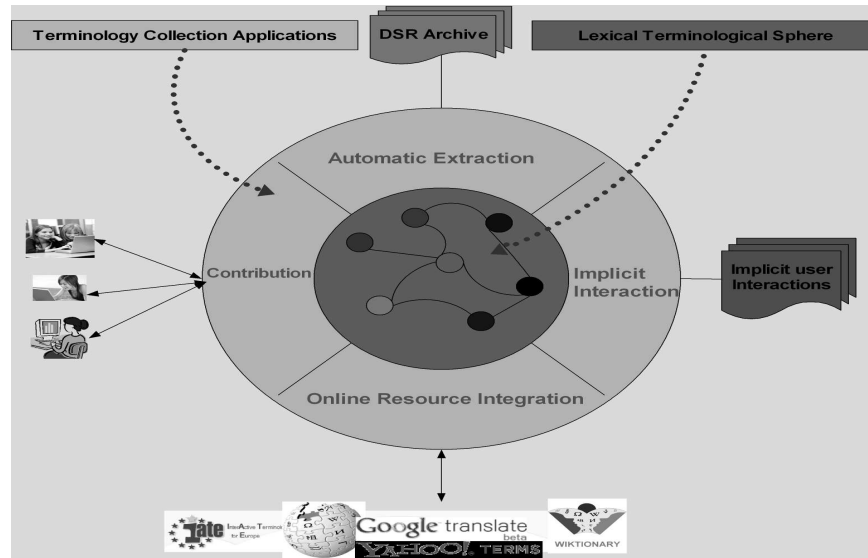 Terminology Collection Applications
DSR Archive
Lexical Terminological Sphere
Automatic Extraction
Contribution
Implicit
Interaction
Implicit user
Interactions
Online Resource Integration
Iate InterActive Termin
for Europe
Google translate
beta
YAHOO! TERMS
WIKTIONARY